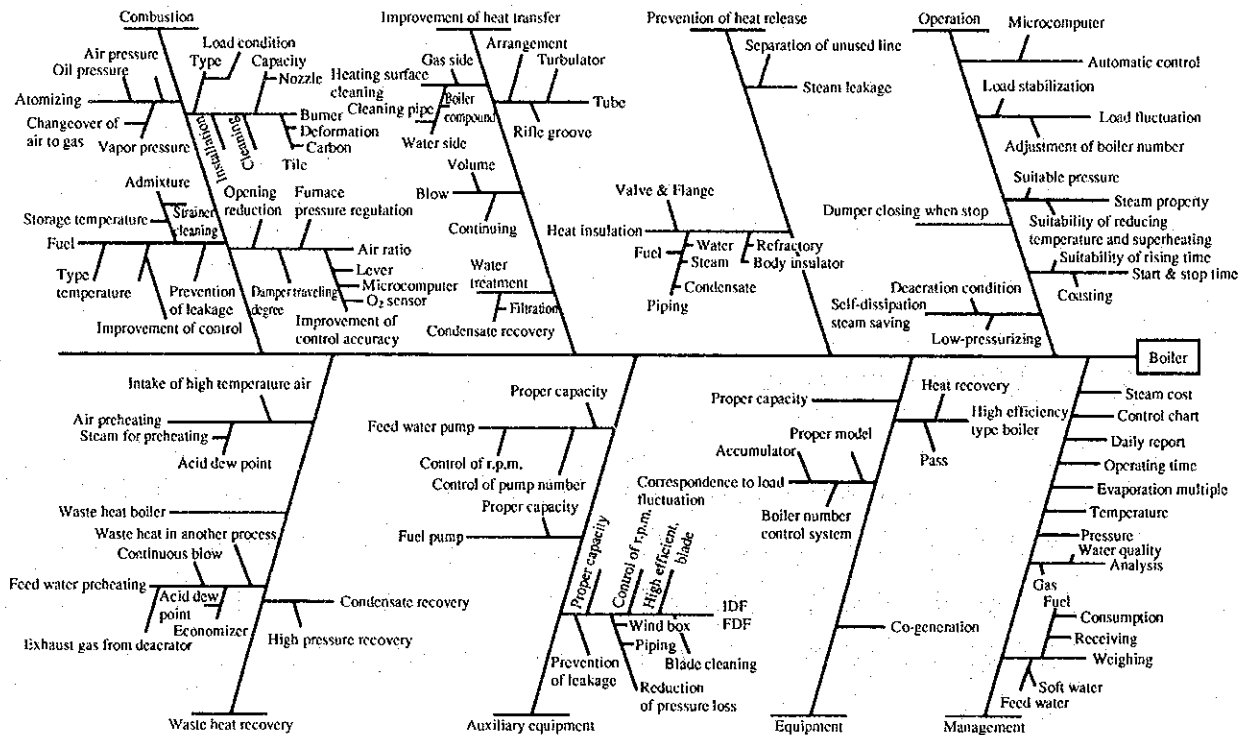 Combustion
Air pressure
Oil pressure
Atomizing
Changeover of
air to gas
Vapor pressure
Load condition
Type
Capacity
Nozzle
Burner
Deformation
Carbon
Tile
Installation
Cleaning
Admixture
Storage temperature
Strainer
cleaning
Fuel
Type
temperature
Prevention
of leakage
Improvement of control
Opening
reduction
Furnace
pressure regulation
Air ratio
Lever
Microcomputer
O₂ sensor
Damper traveling
degree
Improvement of
control accuracy
Improvement of heat transfer
Gas side
Heating surface
cleaning
Cleaning pipe
Boiler
compound
Water side
Arrangement
Turbulator
Tube
Rifle groove
Volume
Blow
Continuing
Water
treatment
Filtration
Condensate recovery
Prevention of heat release
Separation of unused line
Steam leakage
Valve & Flange
Heat insulation
Fuel
Water
Steam
Condensate
Piping
Refractory
Body insulator
Operation
Microcomputer
Automatic control
Load stabilization
Load fluctuation
Adjustment of boiler number
Suitable pressure
Steam property
Suitability of reducing
temperature and superheating
Dumper closing when stop
Suitability of rising time
Start & stop time
Coasting
Deaeration condition
Self-dissipation
steam saving
Low-pressurizing
Boiler
Intake of high temperature air
Air preheating
Steam for preheating
Acid dew point
Waste heat boiler
Waste heat in another process
Continuous blow
Feed water preheating
Acid dew
point
Economizer
Exhaust gas from deaerator
Condensate recovery
High pressure recovery
Waste heat recovery
Proper capacity
Feed water pump
Control of r.p.m.
Control of pump number
Proper capacity
Fuel pump
Proper capacity
Control of r.p.m.
High efficient,
blade
IDF
FDF
Wind box
Piping
Blade cleaning
Prevention
of leakage
Reduction
of pressure loss
Auxiliary equipment
Proper capacity
Heat recovery
High efficiency
type boiler
Pass
Proper model
Accumulator
Correspondence to load
fluctuation
Boiler number
control system
Co-generation
Equipment
Steam cost
Control chart
Daily report
Operating time
Evaporation multiple
Temperature
Pressure
Water quality
Analysis
Gas
Fuel
Consumption
Receiving
Weighing
Soft water
Feed water
Management